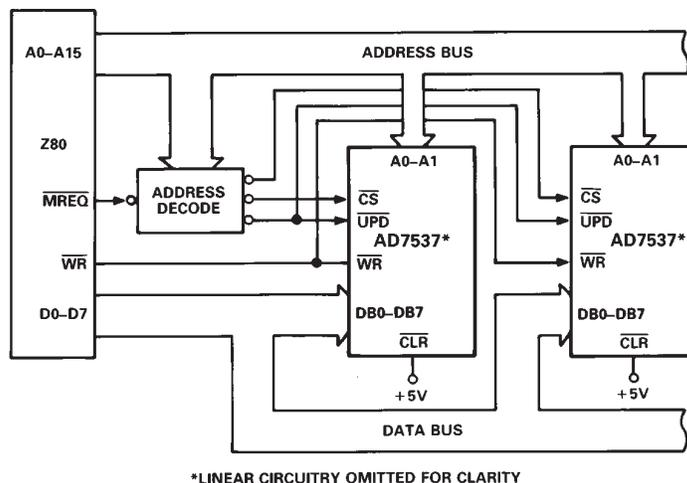 A0–A15
ADDRESS BUS
Z80
A0–A1
A0–A1
MREQ
ADDRESS
DECODE
CS
UPD
AD7537*
WR
CS
UPD
AD7537*
WR
WR
D0–D7
DB0–DB7
DB0–DB7
CLR
CLR
+5V
+5V
DATA BUS
*LINEAR CIRCUITRY OMITTED FOR CLARITY